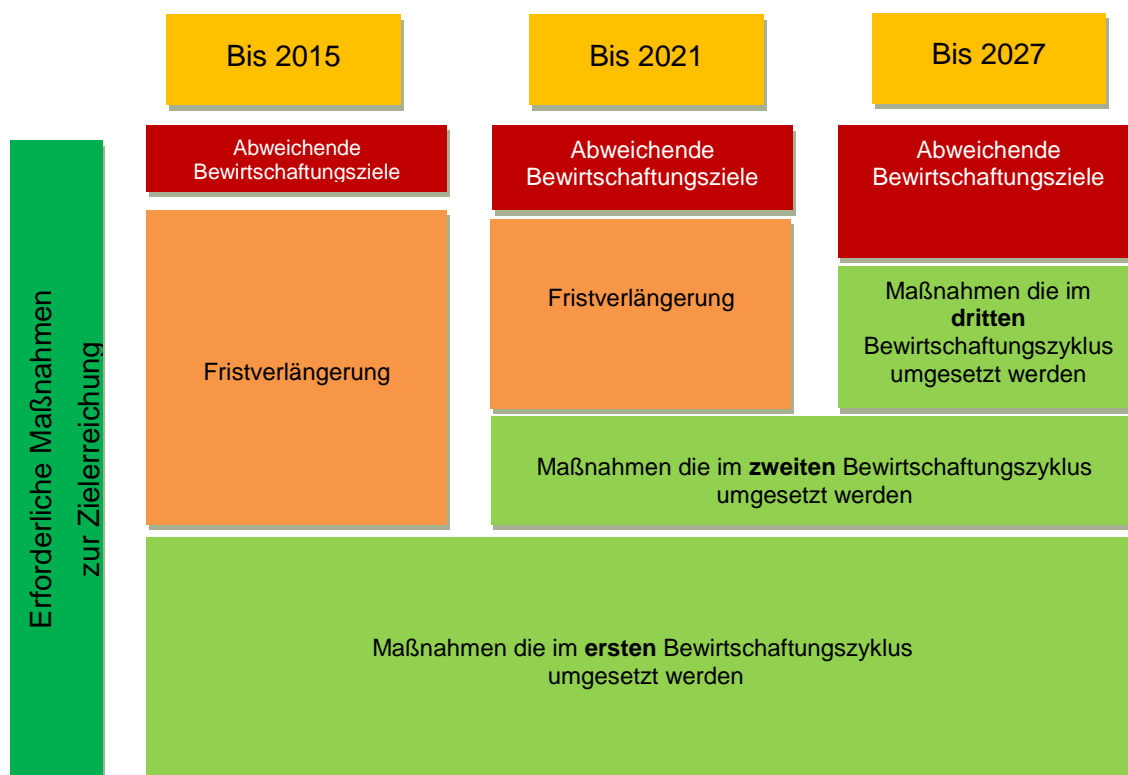 Bis 2015
Bis 2021
Bis 2027
Erforderliche Maßnahmen
zur Zielerreichung
Abweichende
Bewirtschaftungsziele
Abweichende
Bewirtschaftungsziele
Abweichende
Bewirtschaftungsziele
Fristverlängerung
Fristverlängerung
Maßnahmen die im
dritten
Bewirtschaftungszyklus
umgesetzt werden
Maßnahmen die im zweiten Bewirtschaftungszyklus
umgesetzt werden
Maßnahmen die im ersten Bewirtschaftungszyklus
umgesetzt werden